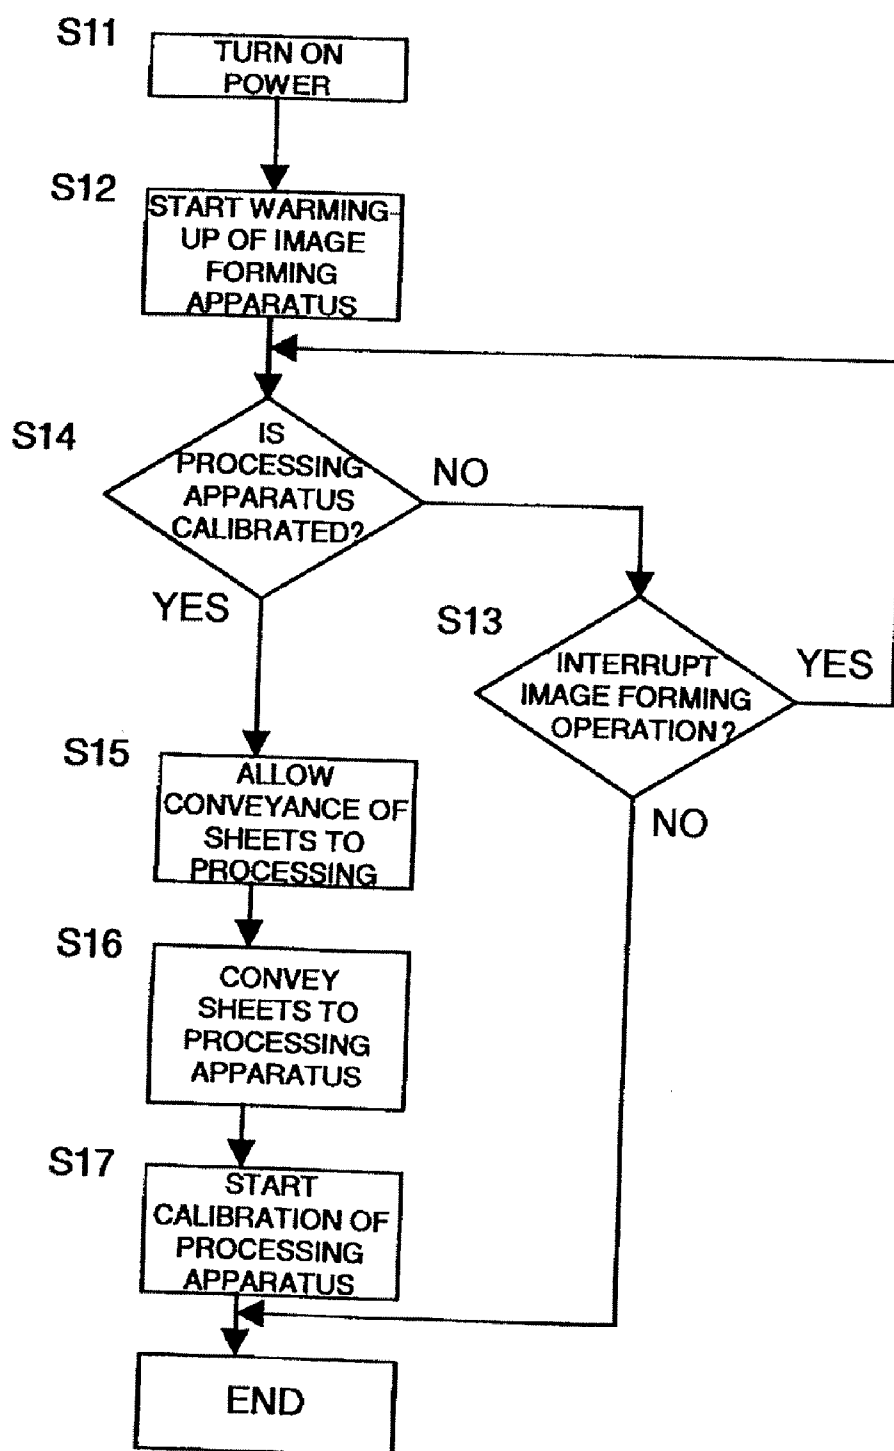 S11
TURN ON
POWER
S12
START WARMING-
UP OF IMAGE
FORMING
APPARATUS
S14
IS
PROCESSING
APPARATUS
CALIBRATED?
NO
YES
S13
INTERRUPT
IMAGE FORMING
OPERATION?
YES
NO
S15
ALLOW
CONVEYANCE OF
SHEETS TO
PROCESSING
S16
CONVEY
SHEETS TO
PROCESSING
APPARATUS
S17
START
CALIBRATION OF
PROCESSING
APPARATUS
END